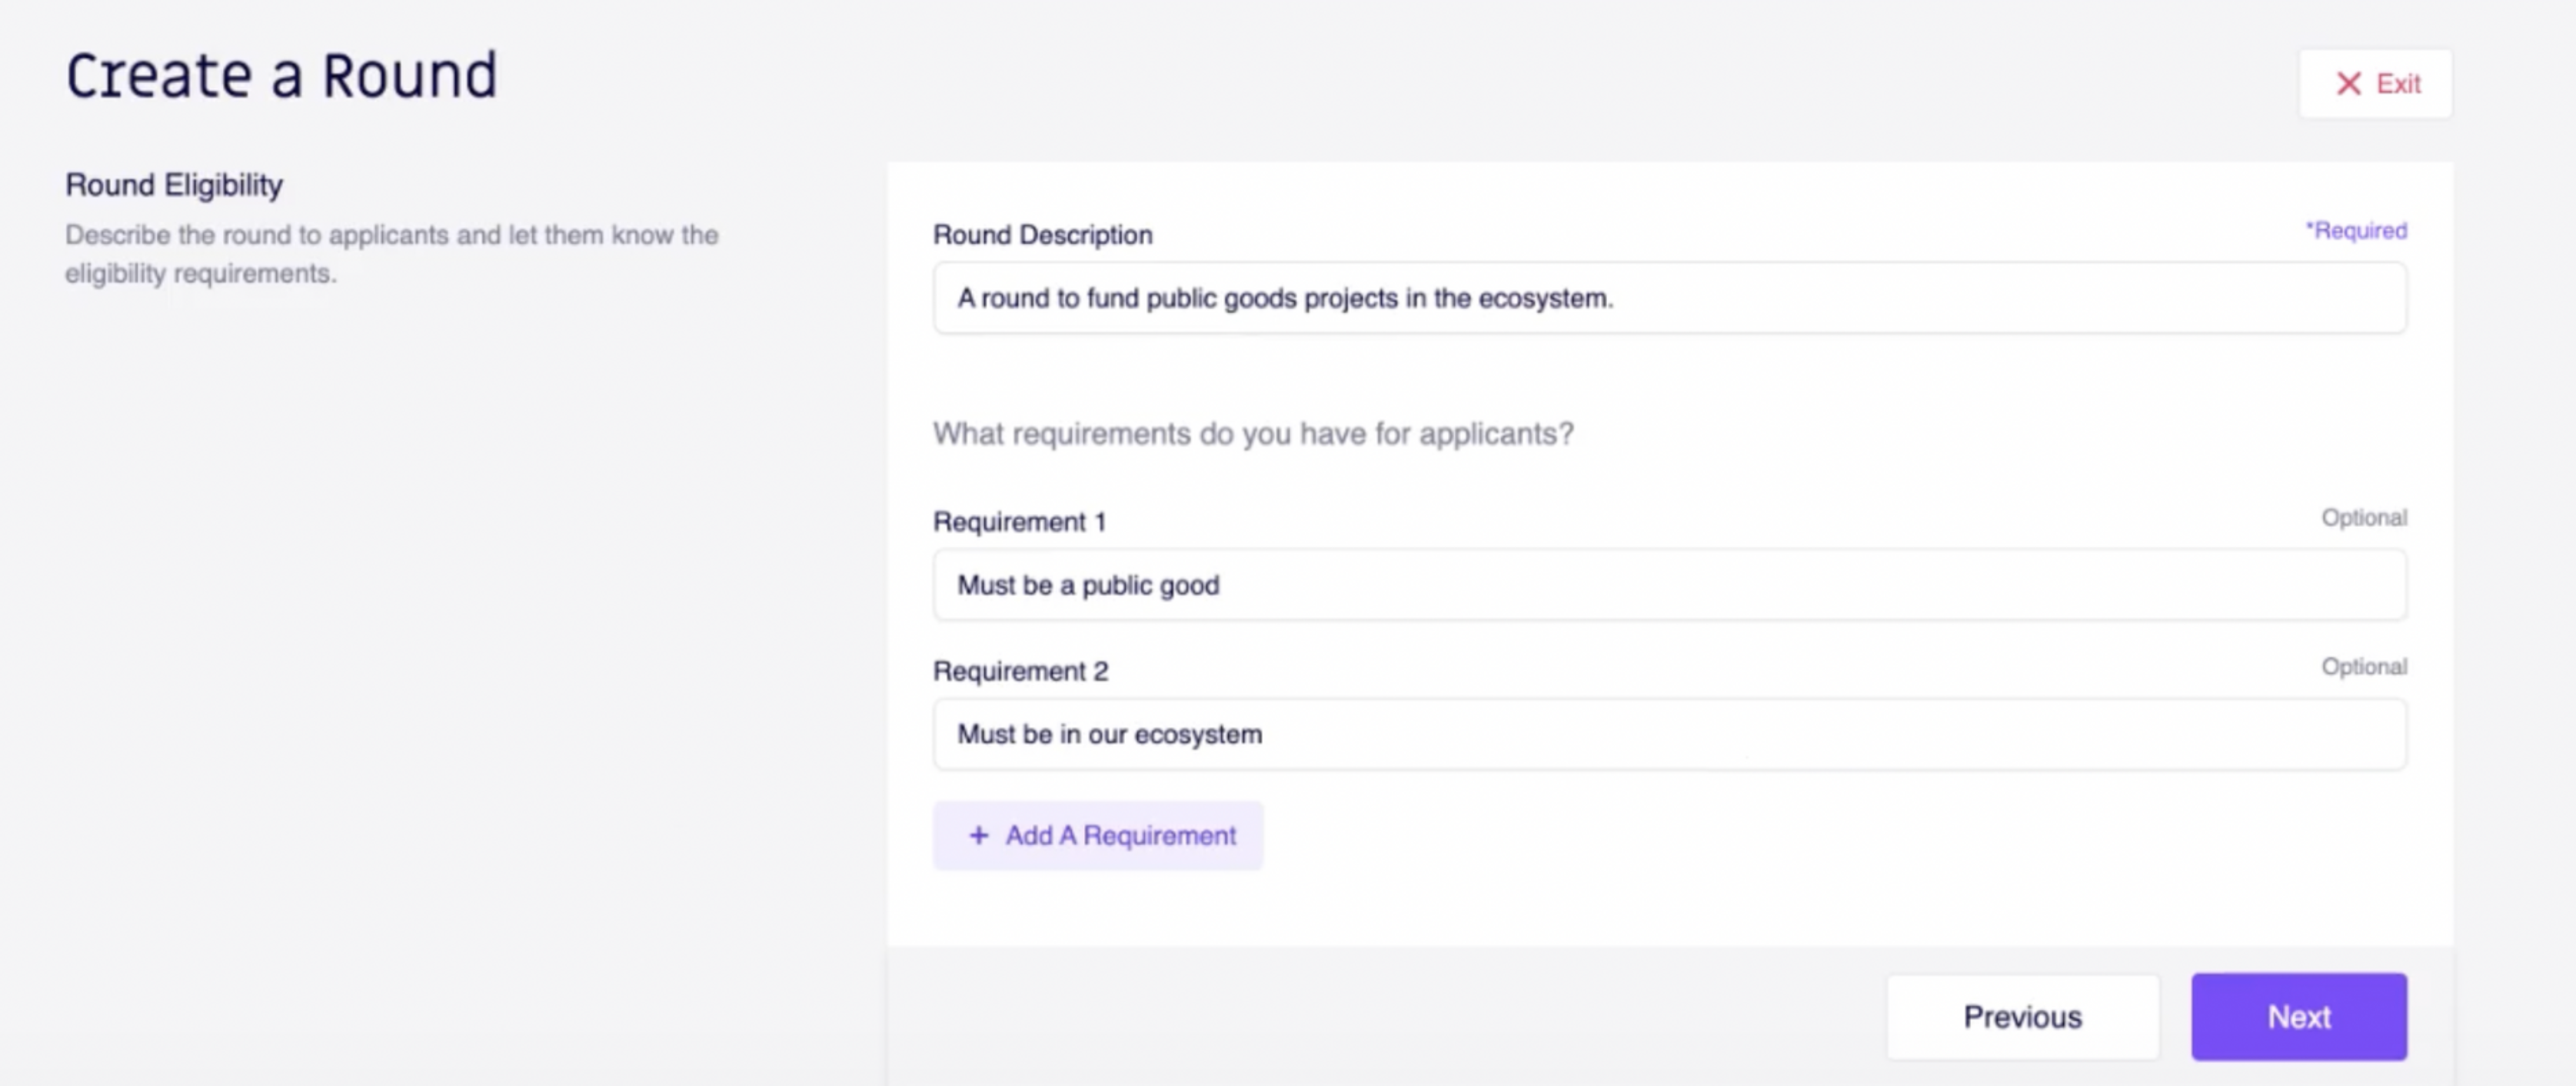 Create a Round
✕ Exit
Round Eligibility
Describe the round to applicants and let them know the
eligibility requirements.
Round Description
*Required
A round to fund public goods projects in the ecosystem.
What requirements do you have for applicants?
Requirement 1
Optional
Must be a public good
Requirement 2
Optional
Must be in our ecosystem
+ Add A Requirement
Previous
Next